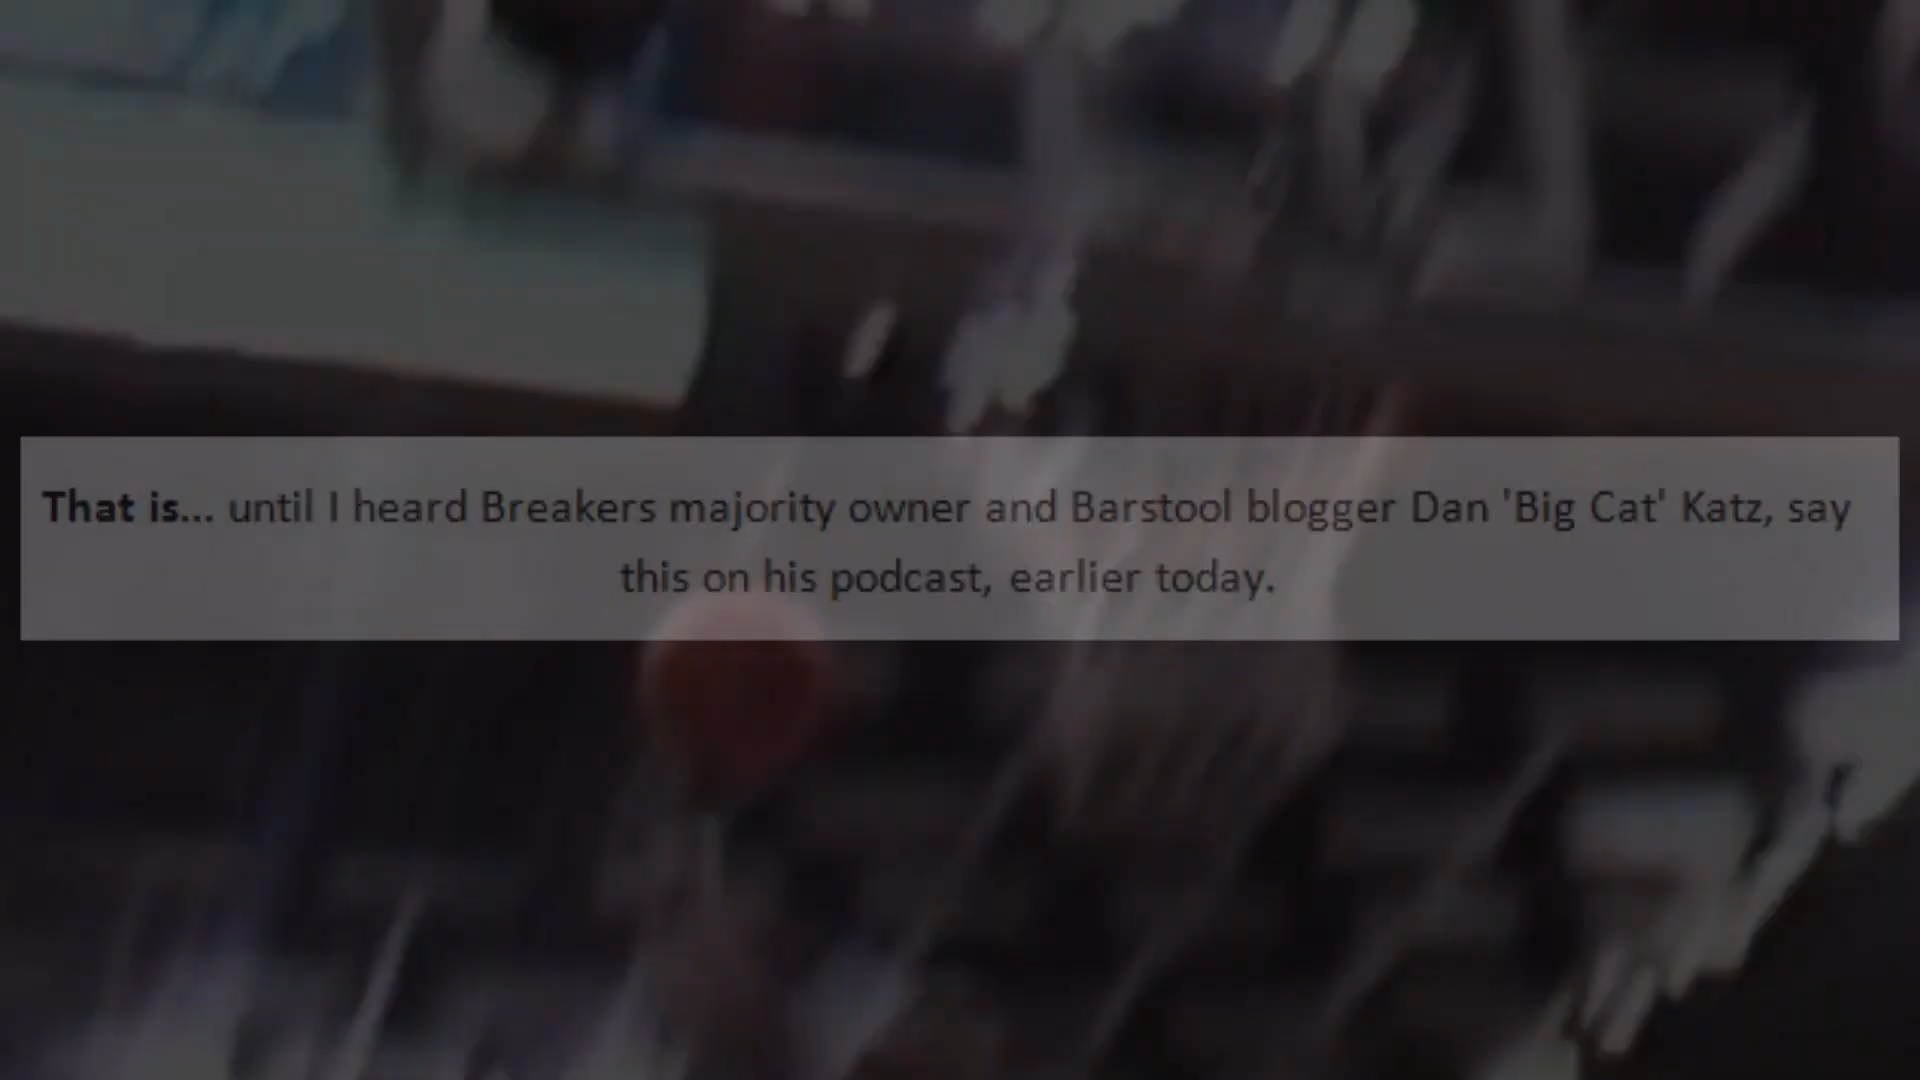 That is... until I heard Breakers majority owner and Barstool blogger Dan 'Big Cat' Katz, say
this on his podcast, earlier today.